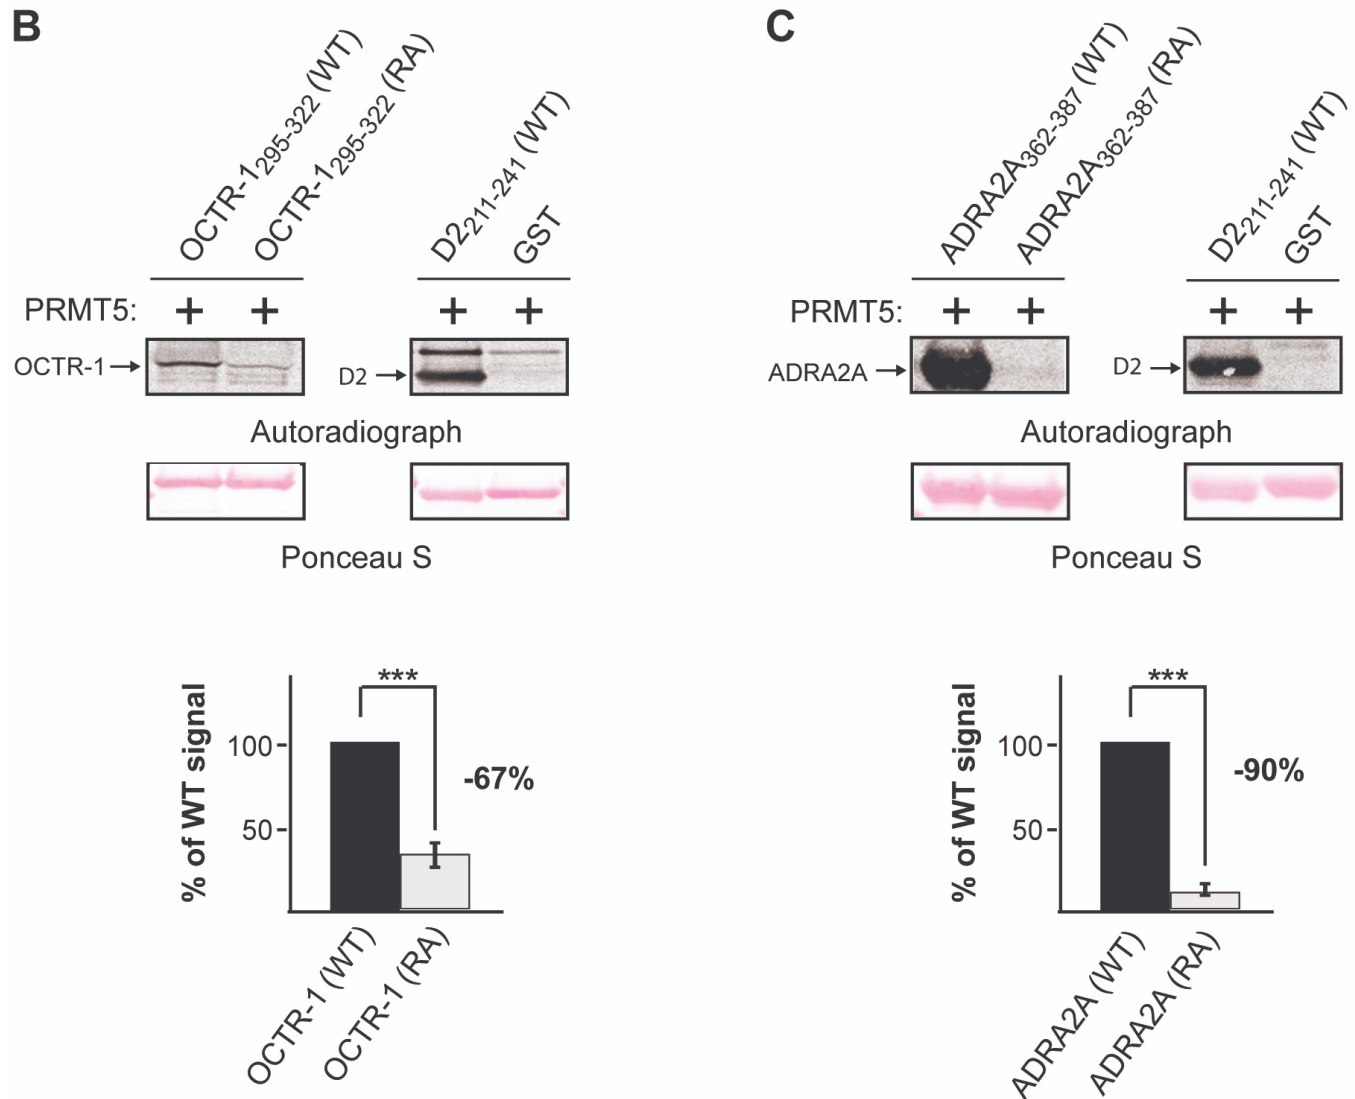 B
OCTR-1295-322 (WT)
OCTR-1295-322 (RA)
D2211-241 (WT)
GST
PRMT5: + + + +
OCTR-1
D2
Autoradiograph
Ponceau S
% of WT signal
100
50
***
-67%
OCTR-1 (WT)
OCTR-1 (RA)
C
ADRA2A362-387 (WT)
ADRA2A362-387 (RA)
D2211-241 (WT)
GST
PRMT5: + + + +
ADRA2A
D2
Autoradiograph
Ponceau S
% of WT signal
100
50
***
-90%
ADRA2A (WT)
ADRA2A (RA)